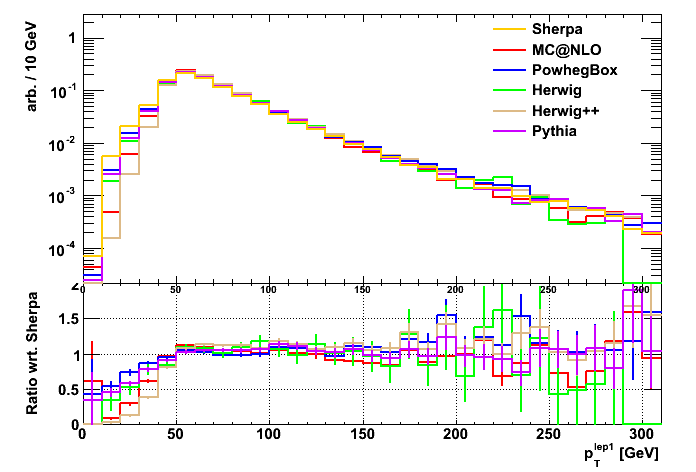 arb. / 10 GeV
1
10^-1
10^-2
10^-3
10^-4
Sherpa
MC@NLO
PowhegBox
Herwig
Herwig++
Pythia
0 50 100 150 200 250 300
Ratio wrt. Sherpa
2
1.5
1
0.5
0
0 50 100 150 200 250 300
p_T^lep1 [GeV]